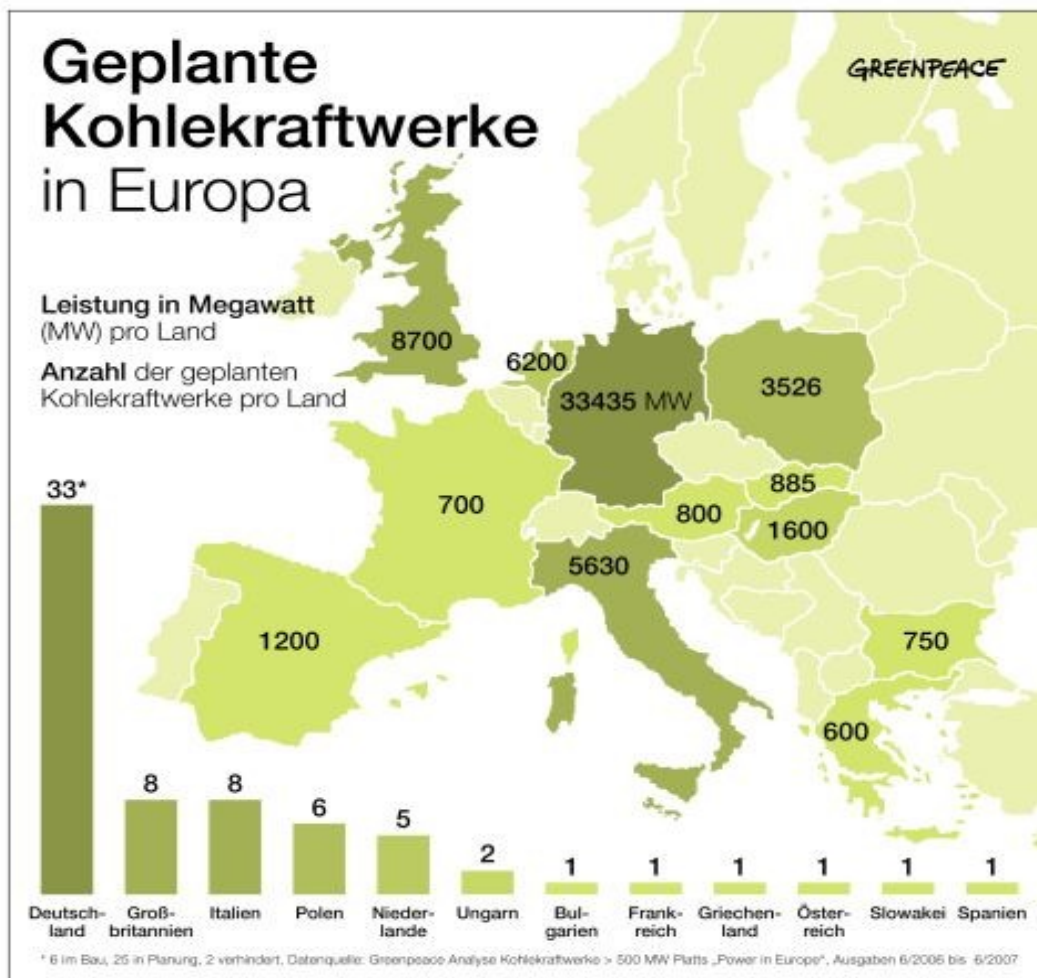 Geplante
Kohlekraftwerke
in Europa
GREENPEACE
Leistung in Megawatt
(MW) pro Land
Anzahl der geplanten
Kohlekraftwerke pro Land
8700
6200
33435 MW
3526
885
800
1600
700
5630
1200
750
600
33*
8
8
6
5
2
1
1
1
1
1
1
Deutsch-
land
Groß-
britannien
Italien
Polen
Nieder-
lande
Ungarn
Bul-
garien
Frank-
reich
Griechen-
land
Öster-
reich
Slowakei
Spanien
* 6 im Bau, 25 in Planung, 2 verhindert, Datenquelle: Greenpeace Analyse Kohlekraftwerke > 500 MW Platts „Power in Europe“, Ausgaben 6/2006 bis 6/2007